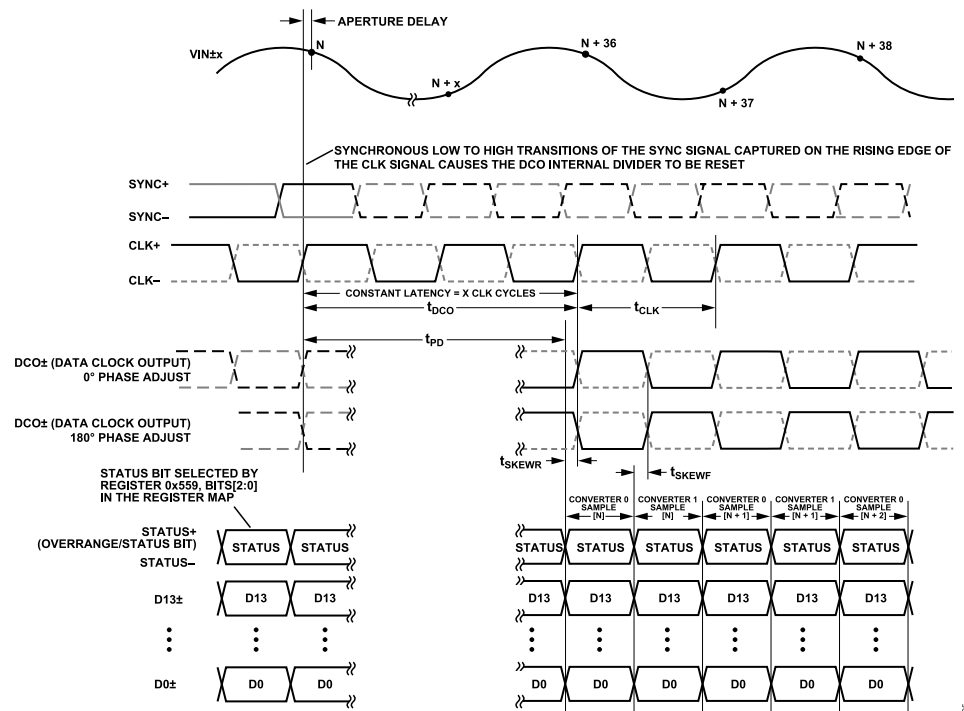 APERTURE DELAY
VIN±x
N
N + x
N + 36
N + 37
N + 38
SYNCHRONOUS LOW TO HIGH TRANSITIONS OF THE SYNC SIGNAL CAPTURED ON THE RISING EDGE OF
THE CLK SIGNAL CAUSES THE DCO INTERNAL DIVIDER TO BE RESET
SYNC+
SYNC–
CLK+
CLK–
CONSTANT LATENCY = X CLK CYCLES
tDCO
tCLK
tPD
DCO± (DATA CLOCK OUTPUT)
0° PHASE ADJUST
DCO± (DATA CLOCK OUTPUT)
180° PHASE ADJUST
tSKEWR
tSKEWF
STATUS BIT SELECTED BY
REGISTER 0x559, BITS[2:0]
IN THE REGISTER MAP
CONVERTER 0
SAMPLE
[N]
CONVERTER 1
SAMPLE
[N]
CONVERTER 0
SAMPLE
[N + 1]
CONVERTER 1
SAMPLE
[N + 1]
CONVERTER 0
SAMPLE
[N + 2]
STATUS+
(OVERRANGE/STATUS BIT)
STATUS–
STATUS STATUS STATUS STATUS STATUS STATUS STATUS STATUS
D13± D13 D13 D13 D13 D13 D13 D13 D13
D0± D0 D0 D0 D0 D0 D0 D0 D0